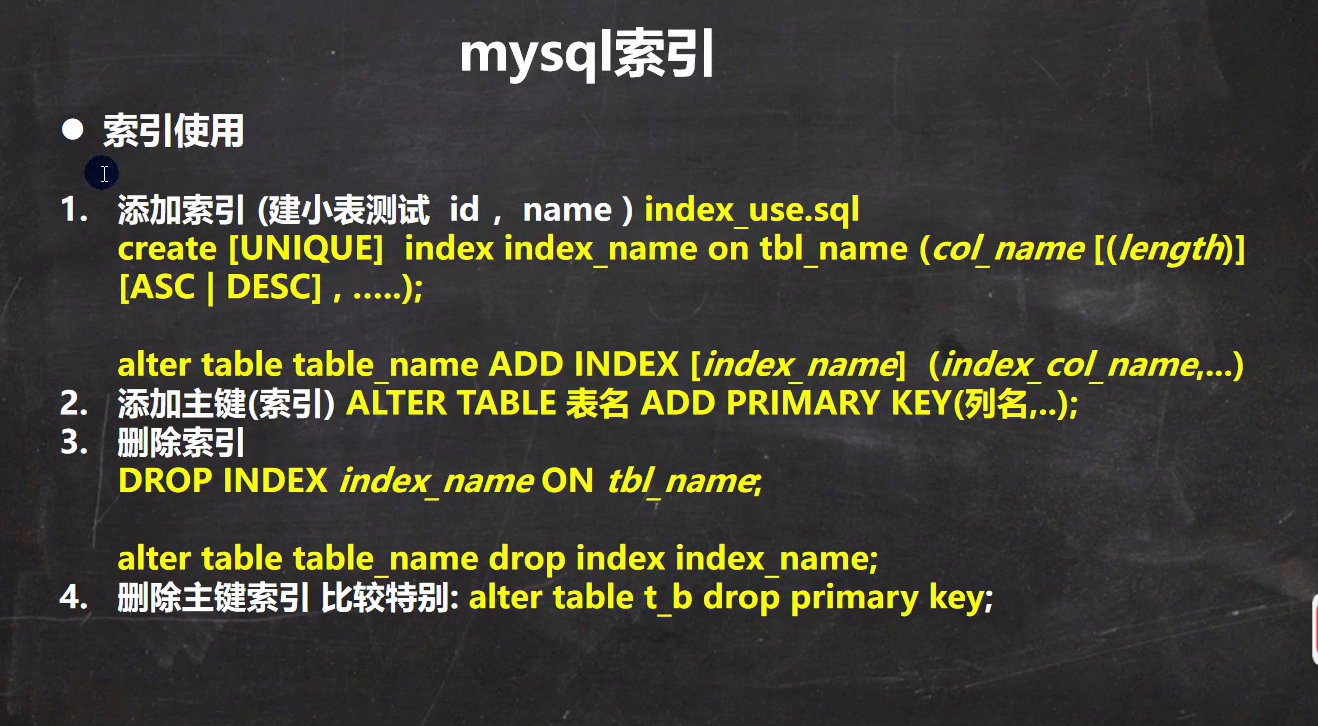 mysql索引
● 索引使用
1. 添加索引 (建小表测试 id , name ) index_use.sql
create [UNIQUE] index index_name on tbl_name (col_name [(length)]
[ASC | DESC] , …..);
alter table table_name ADD INDEX [index_name] (index_col_name,...)
2. 添加主键(索引) ALTER TABLE 表名 ADD PRIMARY KEY(列名,..);
3. 删除索引
DROP INDEX index_name ON tbl_name;
alter table table_name drop index index_name;
4. 删除主键索引 比较特别: alter table t_b drop primary key;